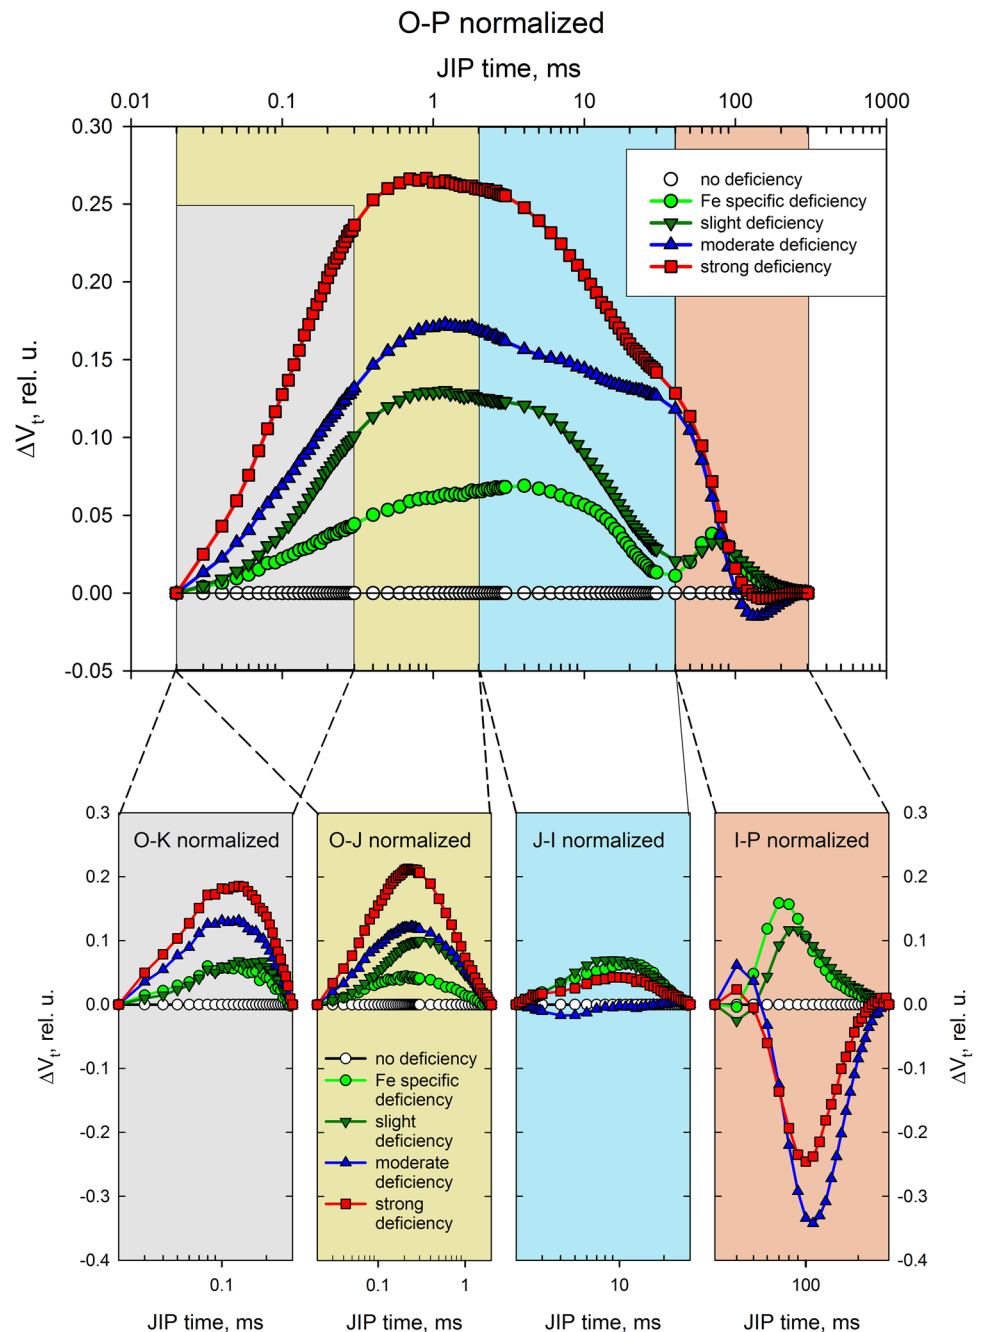 O-P normalized
JIP time, ms
0.01 0.1 1 10 100 1000
0.30
0.25
0.20
0.15
0.10
0.05
0.00
-0.05
ΔVt, rel. u.
no deficiency
Fe specific deficiency
slight deficiency
moderate deficiency
strong deficiency
0.3
0.2
0.1
0.0
-0.1
-0.2
-0.3
-0.4
ΔVt, rel. u.
O-K normalized
O-J normalized
J-I normalized
I-P normalized
no deficiency
Fe specific
deficiency
slight
deficiency
moderate
deficiency
strong
deficiency
0.3
0.2
0.1
0.0
-0.1
-0.2
-0.3
-0.4
ΔVt, rel. u.
0.1 0.1 1 10 100
JIP time, ms JIP time, ms JIP time, ms JIP time, ms